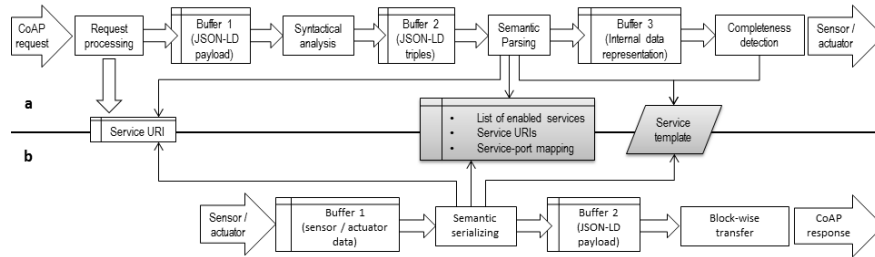 CoAP
request
Request
processing
Buffer 1
(JSON-LD
payload)
Syntactical
analysis
Buffer 2
(JSON-LD
triples)
Semantic
Parsing
Buffer 3
(Internal data
representation)
Completeness
detection
Sensor /
actuator
a
Service URI
• List of enabled services
• Service URIs
• Service-port mapping
Service
template
b
Sensor /
actuator
Buffer 1
(sensor / actuator
data)
Semantic
serializing
Buffer 2
(JSON-LD
payload)
Block-wise
transfer
CoAP
response